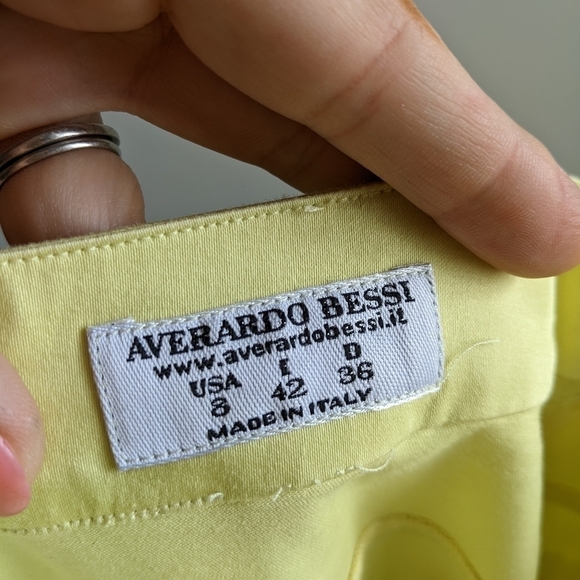 AVERARDO BESSI
www.averardobessi.it
USA I D
8 42 36
MADE IN ITALY